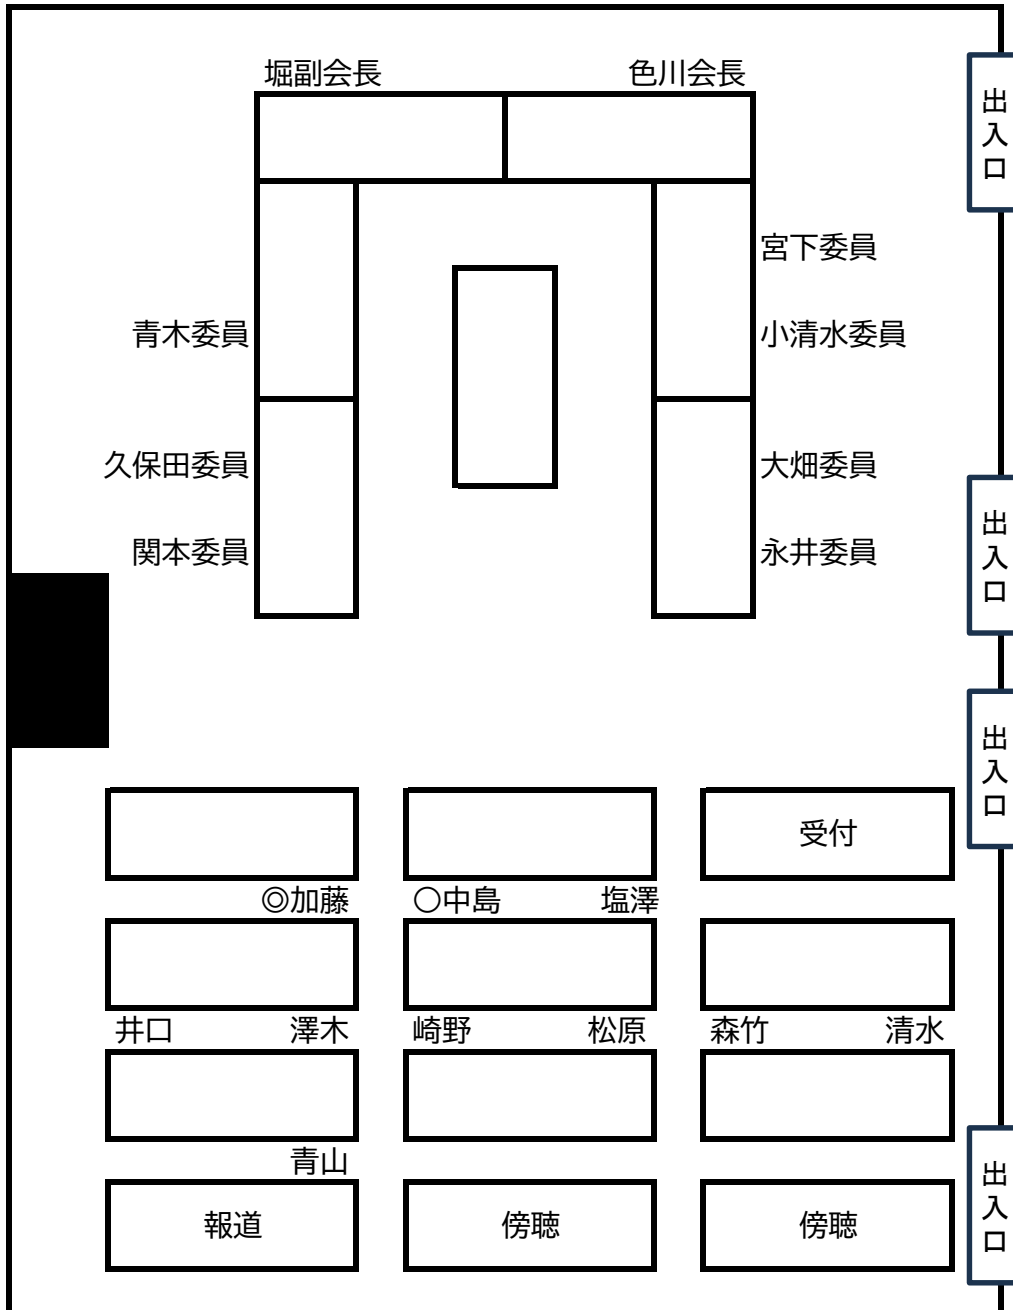 堀副会長
色川会長
出入口
宮下委員
青木委員
小清水委員
久保田委員
大畑委員
出入口
関本委員
永井委員
出入口
受付
◎加藤
〇中島
塩澤
井口
澤木
崎野
松原
森竹
清水
青山
出入口
報道
傍聴
傍聴